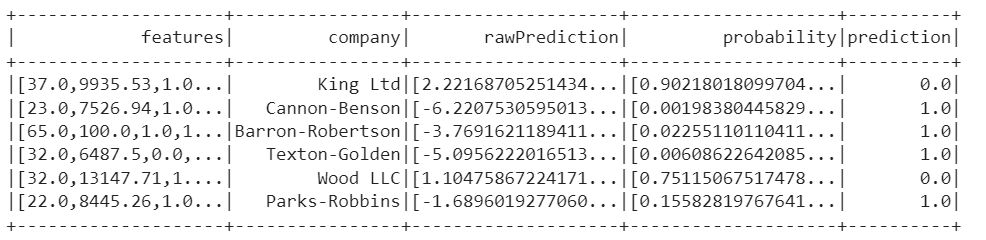 +------------------+----------------+--------------------+--------------------+----------+
|          features|         company|       rawPrediction|         probability|prediction|
+------------------+----------------+--------------------+--------------------+----------+
|[37.0,9935.53,1.0...|        King Ltd|[2.22168705251434...|[0.90218018099704...|       0.0|
|[23.0,7526.94,1.0...|   Cannon-Benson|[-6.2207530595013...|[0.00198380445829...|       1.0|
|[65.0,100.0,1.0,1...|Barron-Robertson|[-3.7691621189411...|[0.02255110110411...|       1.0|
|[32.0,6487.5,0.0,...|   Texton-Golden|[-5.0956222016513...|[0.00608622642085...|       1.0|
|[32.0,13147.71,1....|        Wood LLC|[1.10475867224171...|[0.75115067517478...|       0.0|
|[22.0,8445.26,1.0...|   Parks-Robbins|[-1.6896019277060...|[0.15582819767641...|       1.0|
+------------------+----------------+--------------------+--------------------+----------+